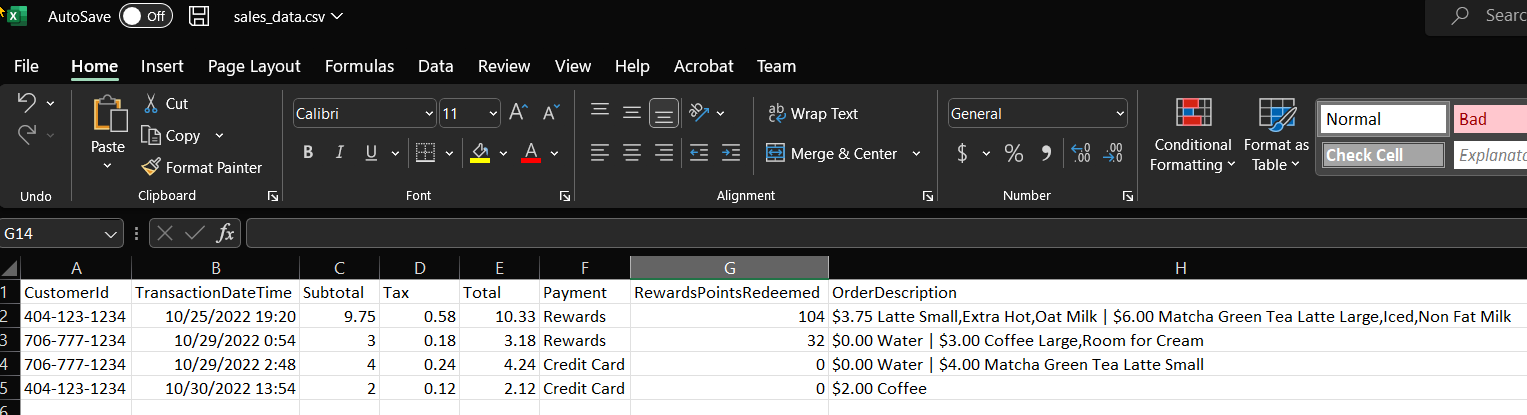 AutoSave Off sales_data.csv Searc
File Home Insert Page Layout Formulas Data Review View Help Acrobat Team
Cut
Copy
Format Painter
Paste
Calibri 11 A A
B I U A
ab Wrap Text
Merge & Center
General
$ % 9 .00 .00
Conditional Formatting
Format as Table
Normal Bad
Check Cell Explanato
Undo Clipboard Font Alignment Number
G14 fx
A B C D E F G H
1 CustomerId TransactionDateTime Subtotal Tax Total Payment RewardsPointsRedeemed OrderDescription
2 404-123-1234 10/25/2022 19:20 9.75 0.58 10.33 Rewards 104 $3.75 Latte Small,Extra Hot,Oat Milk | $6.00 Matcha Green Tea Latte Large,Iced,Non Fat Milk
3 706-777-1234 10/29/2022 0:54 3 0.18 3.18 Rewards 32 $0.00 Water | $3.00 Coffee Large,Room for Cream
4 706-777-1234 10/29/2022 2:48 4 0.24 4.24 Credit Card 0 $0.00 Water | $4.00 Matcha Green Tea Latte Small
5 404-123-1234 10/30/2022 13:54 2 0.12 2.12 Credit Card 0 $2.00 Coffee